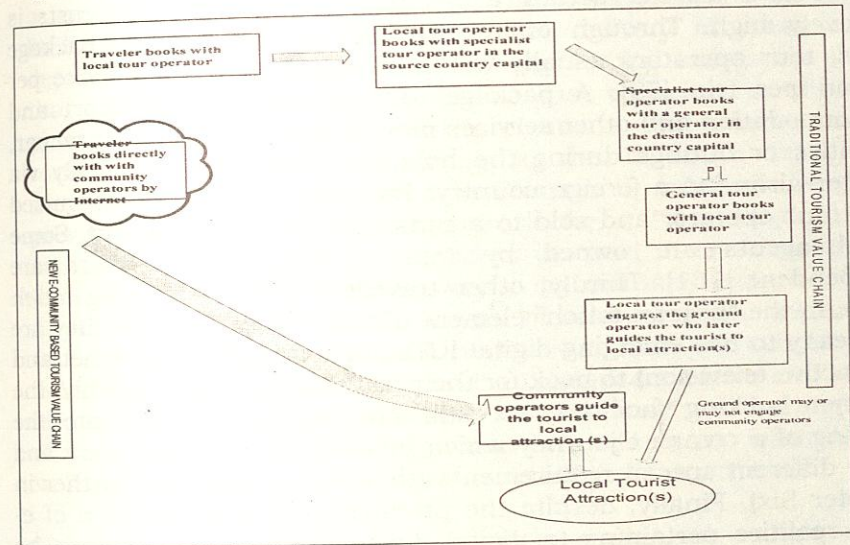 Traveler books with
local tour operator
Local tour operator
books with specialist
tour operator in the
source country capital
Specialist tour
operator books
with a general
tour operator in
the destination
country capital
P
General tour
operator books
with local tour
operator
Local tour operator
engages the ground
operator who later
guides the tourist to
local attraction(s)
TRADITIONAL TOURISM VALUE CHAIN
Ground operator may or
may not engage
community operators
Traveler
books directly
with with
community
operators by
Internet
NEW E-COMMUNITY BASED TOURISM VALUE CHAIN
Community
operators guide
the tourist to
local
attraction (s)
Local Tourist
Attraction(s)